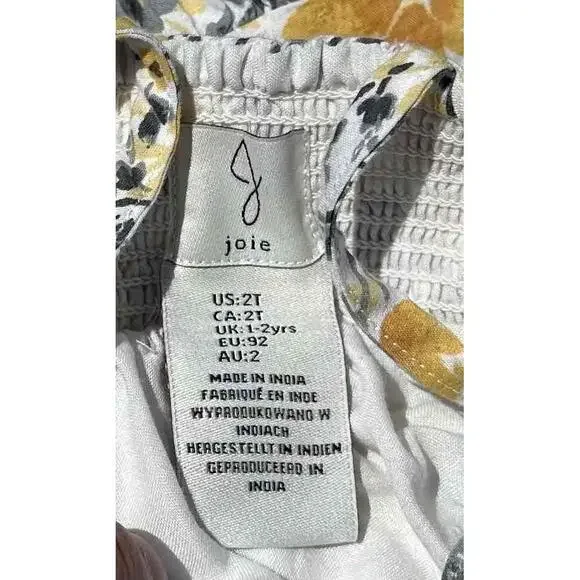 J
joie
US:2T
CA:2T
UK:1-2yrs
EU:92
AU:2
MADE IN INDIA
FABRIQUÉ EN INDE
WYPRODUKOWANO W
INDIACH
HERGESTELLT IN INDIEN
GEPRODUCEERD IN
INDIA